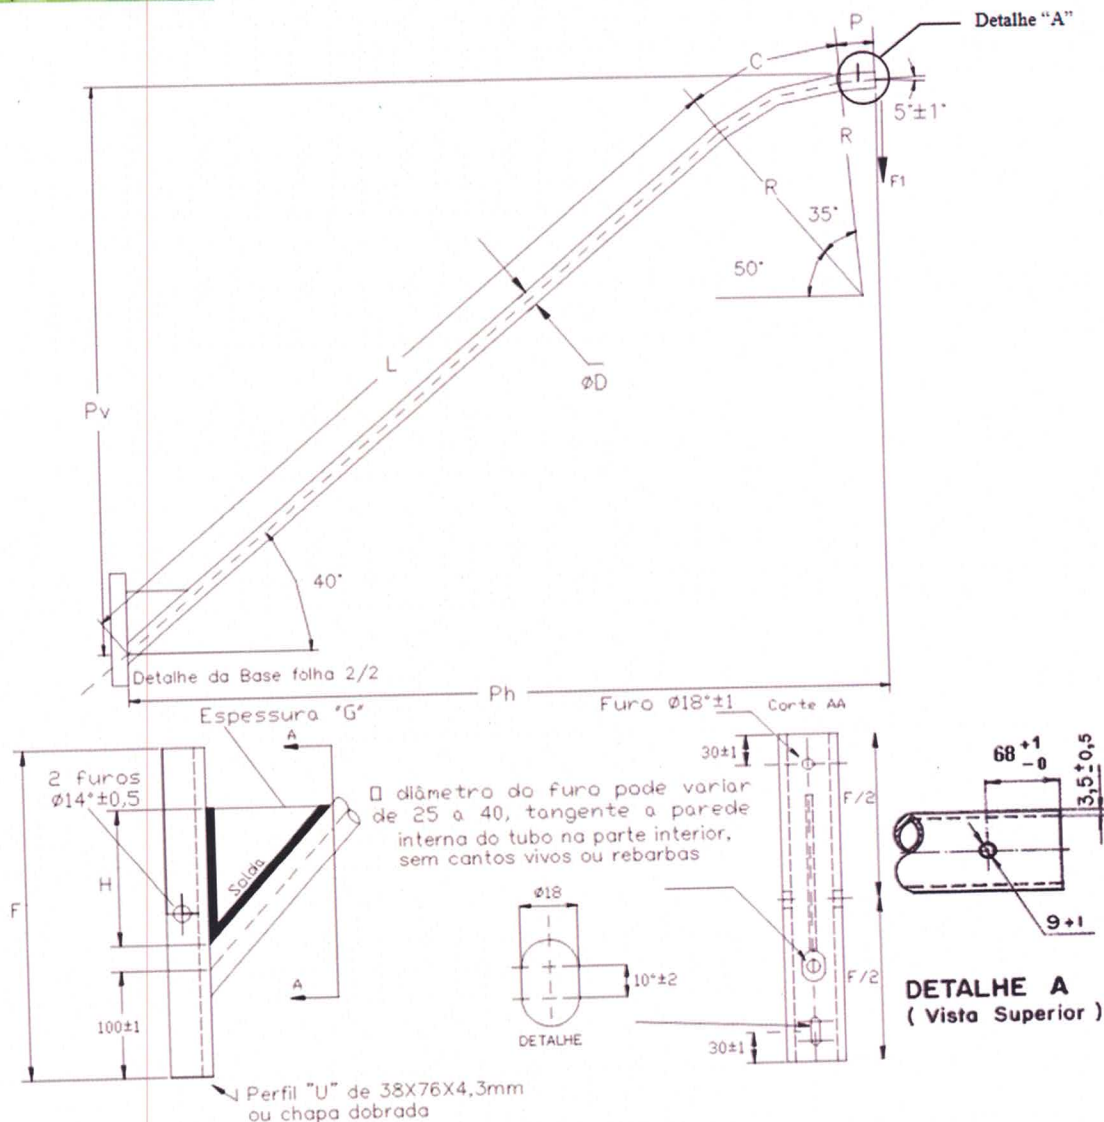 Detalhe “A”
P
C
5°±1°
R
F1
R
35°
50°
L
ØD
Pv
40°
Detalhe da Base folha 2/2
Ph
Espessura "G"
Furo Ø18°±1
Corte AA
A
2 furos
Ø14°±0,5
30±1
68 +1 -0
3,5±0,5
O diâmetro do furo pode variar
de 25 a 40, tangente a parede
interna do tubo na parte interior,
sem cantos vivos ou rebarbas
F/2
H
Solda
F
Ø18
9+1
10°±2
F/2
A
DETALHE A
( Vista Superior )
100±1
DETALHE
30±1
Perfil "U" de 38X76X4,3mm
ou chapa dobrada